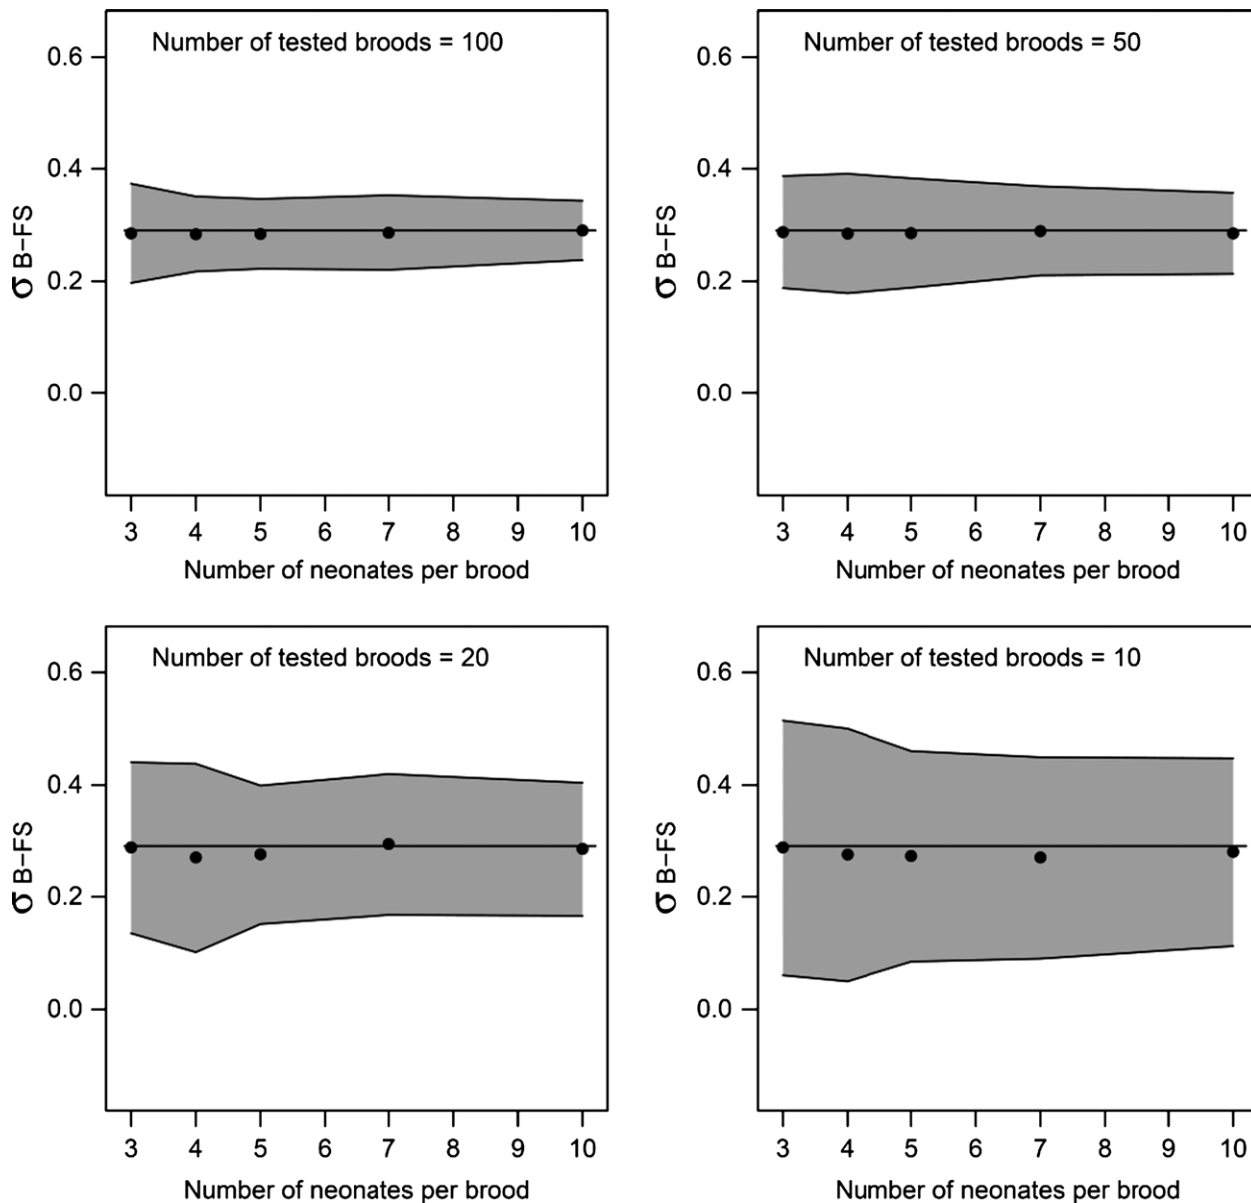 Number of tested broods = 100
0.6
0.4
0.2
0.0
σ B−FS
3 4 5 6 7 8 9 10
Number of neonates per brood
Number of tested broods = 50
0.6
0.4
0.2
0.0
σ B−FS
3 4 5 6 7 8 9 10
Number of neonates per brood
Number of tested broods = 20
0.6
0.4
0.2
0.0
σ B−FS
3 4 5 6 7 8 9 10
Number of neonates per brood
Number of tested broods = 10
0.6
0.4
0.2
0.0
σ B−FS
3 4 5 6 7 8 9 10
Number of neonates per brood